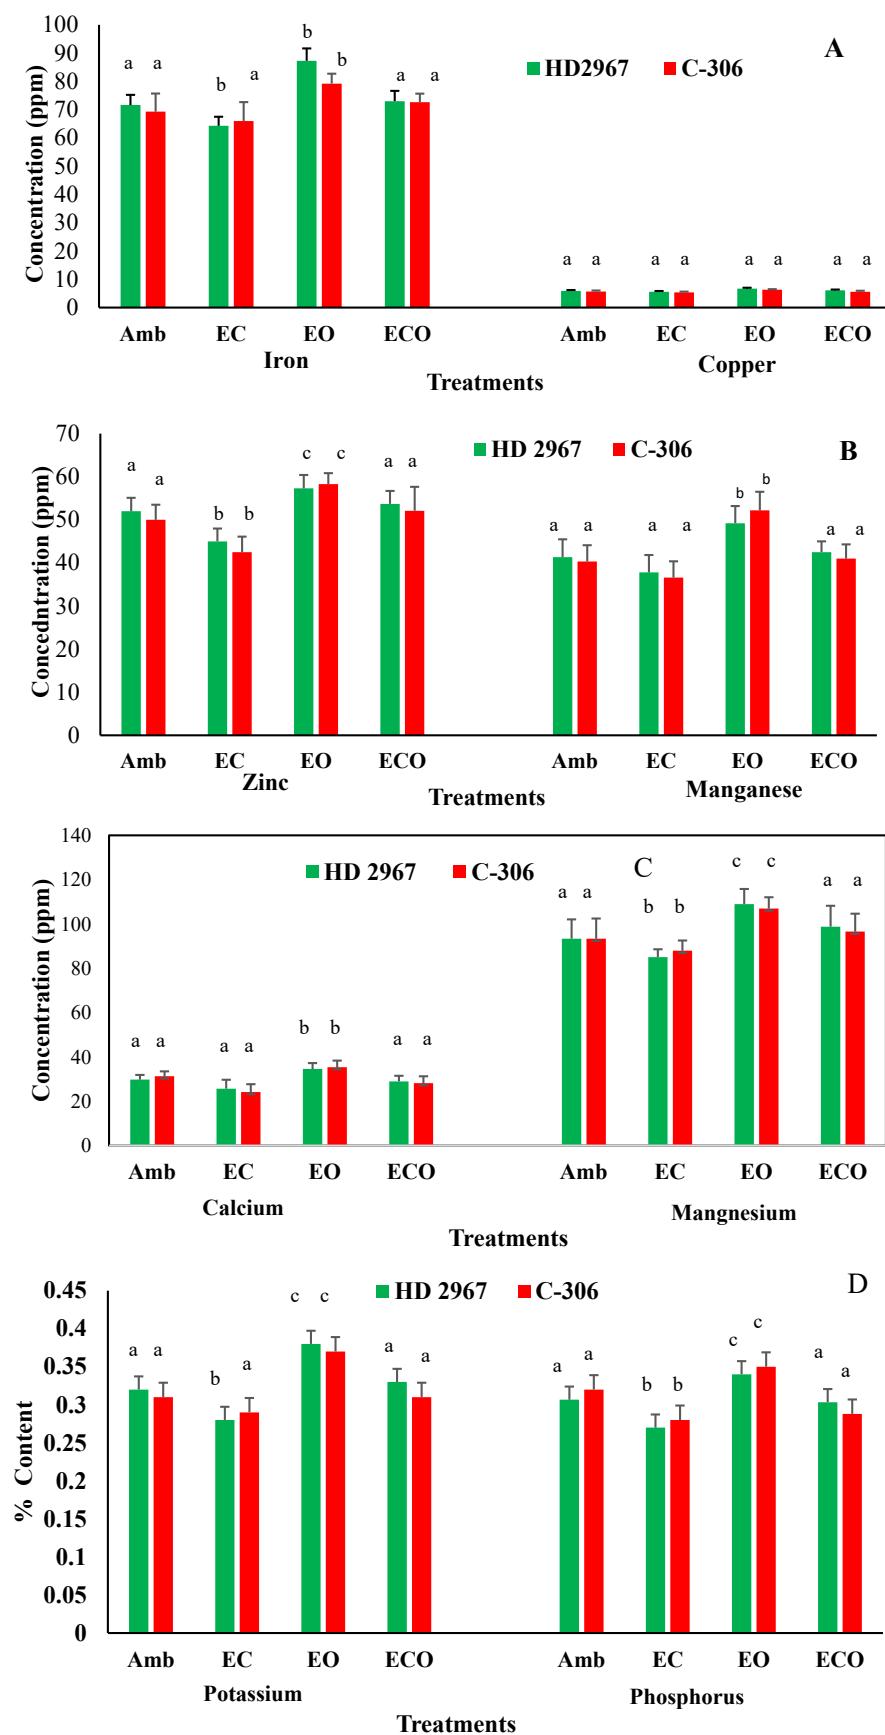 100
90
80
70
60
50
40
30
20
10
0
Concentration (ppm)
A
HD2967 C-306
a a b a b b a a
a a a a a a a a
Amb EC EO ECO Amb EC EO ECO
Iron Copper
Treatments
70
60
50
40
30
20
10
0
Concedntration (ppm)
HD 2967 C-306
B
a a b b c c a a
a a a a b b a a
Amb EC EO ECO Amb EC EO ECO
Zinc Manganese
Treatments
140
120
100
80
60
40
20
0
Concentration (ppm)
HD 2967 C-306
C
a a a a b b a a
a a b b c c a a
Amb EC EO ECO Amb EC EO ECO
Calcium Mangnesium
Treatments
0.45
0.4
0.35
0.3
0.25
0.2
0.15
0.1
0.05
0
% Content
HD 2967 C-306
D
a a b a c c a a
a a b b c c a a
Amb EC EO ECO Amb EC EO ECO
Potassium Phosphorus
Treatments